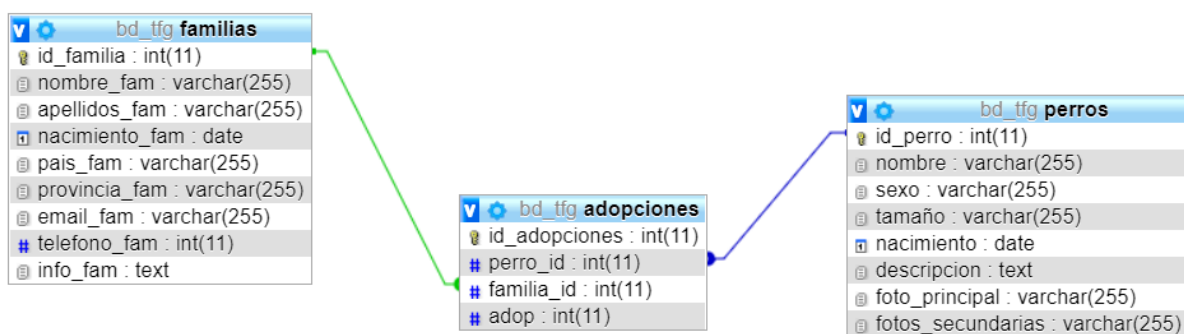 bd_tfg familias
id_familia : int(11)
nombre_fam : varchar(255)
apellidos_fam : varchar(255)
nacimiento_fam : date
pais_fam : varchar(255)
provincia_fam : varchar(255)
email_fam : varchar(255)
# telefono_fam : int(11)
info_fam : text
bd_tfg adopciones
id_adopciones : int(11)
# perro_id : int(11)
# familia_id : int(11)
# adop : int(11)
bd_tfg perros
id_perro : int(11)
nombre : varchar(255)
sexo : varchar(255)
tamaño : varchar(255)
nacimiento : date
descripcion : text
foto_principal : varchar(255)
fotos_secundarias : varchar(255)